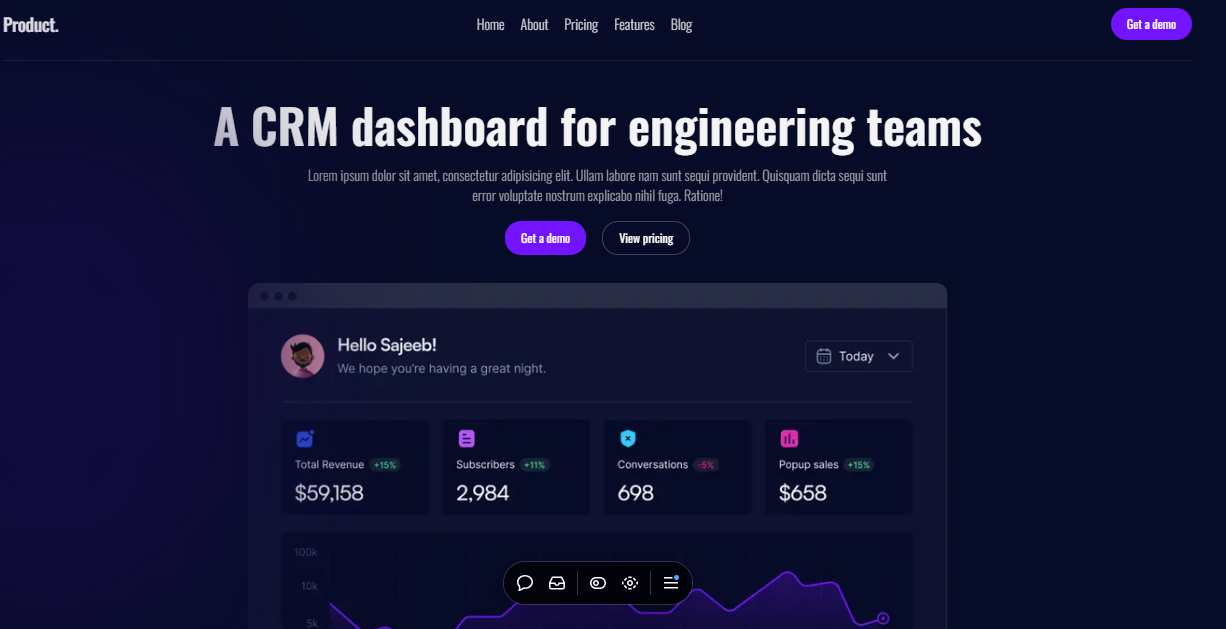 Product.
Home About Pricing Features Blog
Get a demo
A CRM dashboard for engineering teams
Lorem ipsum dolor sit amet, consectetur adipisicing elit. Ullam labore nam sunt sequi provident. Quisquam dicta sequi sunt
error voluptate nostrum explicabo nihil fuga. Ratione!
Get a demo View pricing
Hello Sajeeb!
We hope you're having a great night.
Today
Total Revenue +15%
$59,158
Subscribers +11%
2,984
Conversations -5%
698
Popup sales +15%
$658
100k
10k
5k